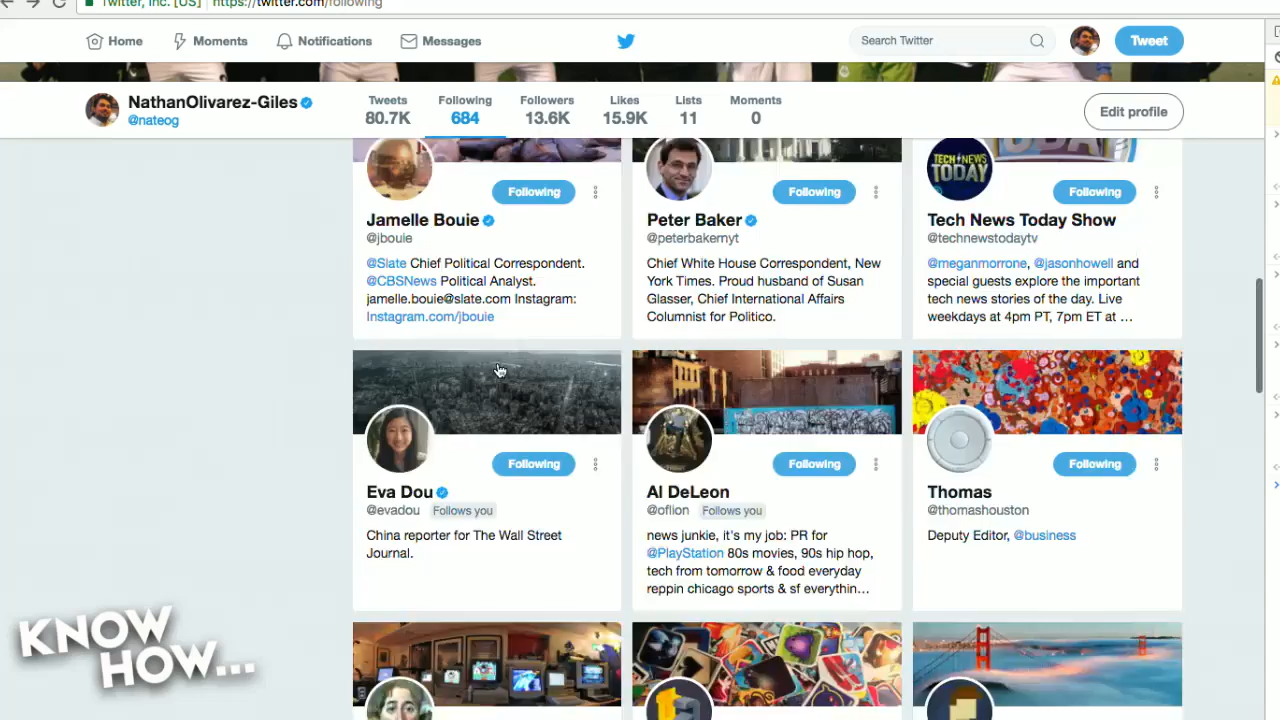 Twitter, Inc. [US] https://twitter.com/following
Home Moments Notifications Messages Search Twitter Tweet
NathanOlivarez-Giles
@nateog
Tweets Following Followers Likes Lists Moments
80.7K 684 13.6K 15.9K 11 0
Edit profile
Following
Jamelle Bouie
@jbouie
@Slate Chief Political Correspondent.
@CBSNews Political Analyst.
jamelle.bouie@slate.com Instagram:
Instagram.com/jbouie
Following
Peter Baker
@peterbakernyt
Chief White House Correspondent, New
York Times. Proud husband of Susan
Glasser, Chief International Affairs
Columnist for Politico.
TECH NEWS
TODAY
Following
Tech News Today Show
@technewstodaytv
@meganmorrone, @jasonhowell and
special guests explore the important
tech news stories of the day. Live
weekdays at 4pm PT, 7pm ET at ...
Following
Eva Dou
@evadou Follows you
China reporter for The Wall Street
Journal.
Following
Al DeLeon
@oflion Follows you
news junkie, it's my job: PR for
@PlayStation 80s movies, 90s hip hop,
tech from tomorrow & food everyday
reppin chicago sports & sf everythin...
Following
Thomas
@thomashouston
Deputy Editor, @business
KNOW
HOW...